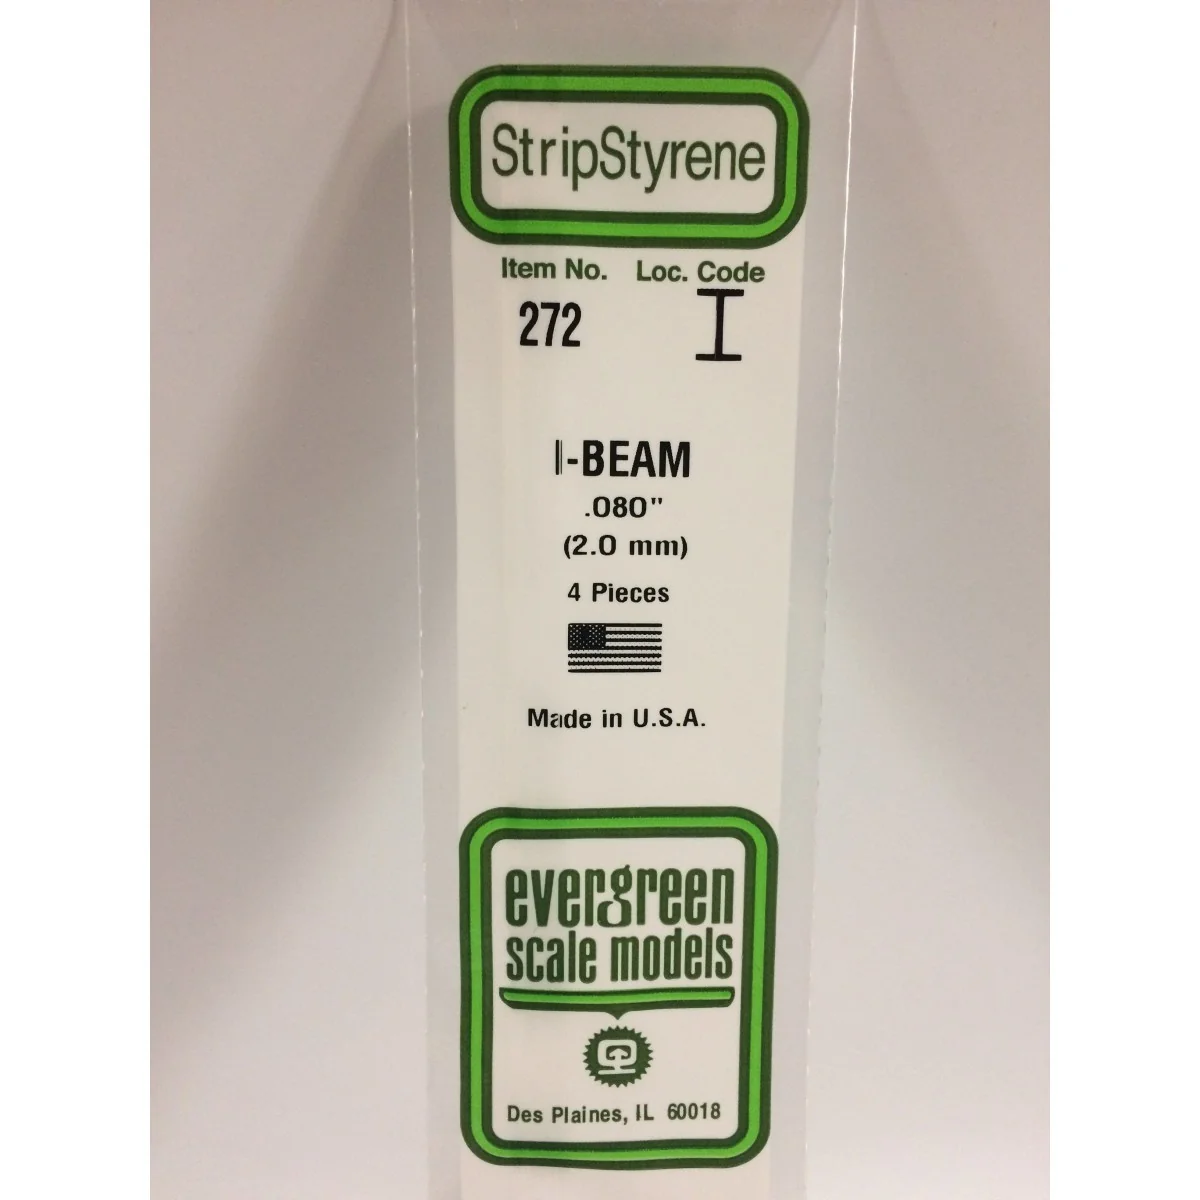 StripStyrene
Item No. Loc. Code
272 I
I-BEAM
.080"
(2.0 mm)
4 Pieces
Made in U.S.A.
evergreen
scale models
Des Plaines, IL 60018